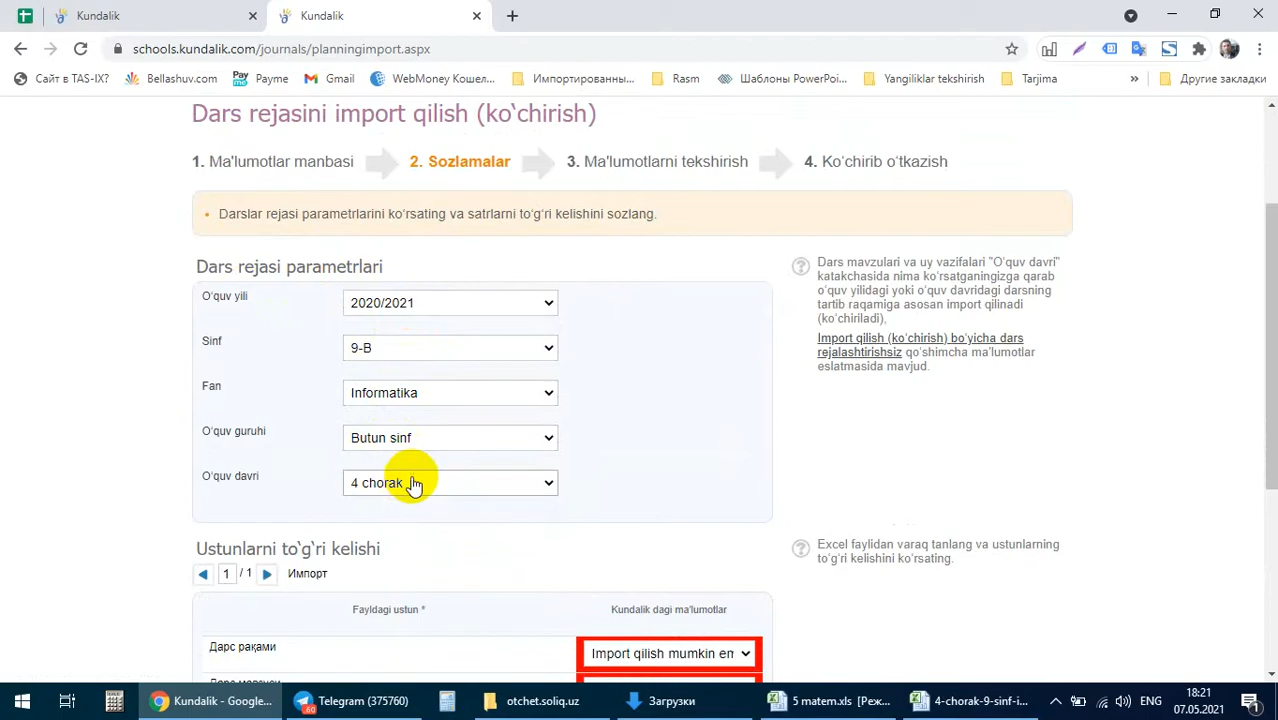 Kundalik
Kundalik
schools.kundalik.com/journals/planningimport.aspx
Сайт в TAS-IX?
Bellashuv.com
Pay me
Payme
Gmail
WebMoney Кошел...
Импортированны...
Rasm
Шаблоны PowerPoi...
Yangiliklar tekshirish
Tarjima
»
Другие закладки
Dars rejasini import qilish (ko‘chirish)
1. Ma'lumotlar manbasi
2. Sozlamalar
3. Ma'lumotlarni tekshirish
4. Ko‘chirib o‘tkazish
Darslar rejasi parametrlarini ko‘rsating va satrlarni to‘g‘ri kelishini sozlang.
Dars rejasi parametrlari
O‘quv yili
2020/2021
Sinf
9-B
Fan
Informatika
O‘quv guruhi
Butun sinf
O‘quv davri
4 chorak
Dars mavzulari va uy vazifalari "O‘quv davri"
katakchasida nima ko‘rsatganingizga qarab
o‘quv yilidagi yoki o‘quv davridagi darsning
tartib raqamiga asosan import qilinadi
(ko‘chiriladi),
Import qilish (ko‘chirish) bo‘yicha dars
rejalashtirishsiz qo‘shimcha ma'lumotlar
eslatmasida mavjud.
Ustunlarni to‘g‘ri kelishi
1 / 1
Импорт
Excel faylidan varaq tanlang va ustunlarning
to‘g‘ri kelishini ko‘rsating.
Fayldagi ustun *
Kundalik dagi ma'lumotlar
Дарс рақами
Import qilish mumkin em
Kundalik - Google...
60
Telegram (375760)
otchet.soliq.uz
Загрузки
5 matem.xls [Реж...
4-chorak-9-sinf-i...
ENG
18:21
07.05.2021
1